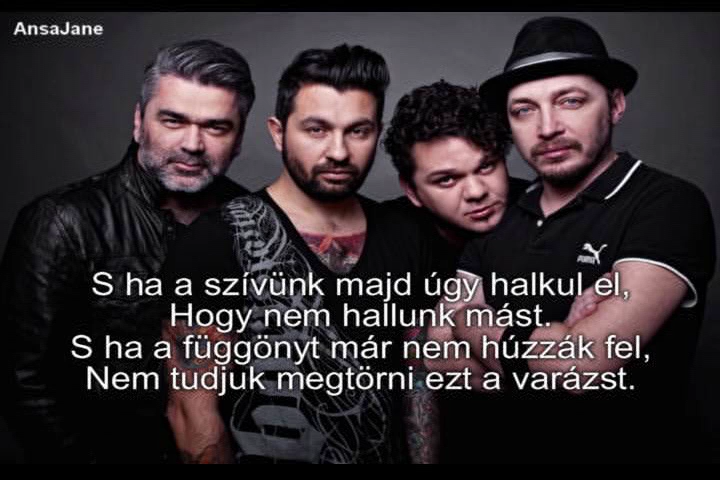 AnsaJane
S ha a szívünk majd úgy halkul el,
Hogy nem hallunk mást.
S ha a függönyt már nem húzzák fel,
Nem tudjuk megtörni ezt a varázst.
PUMA